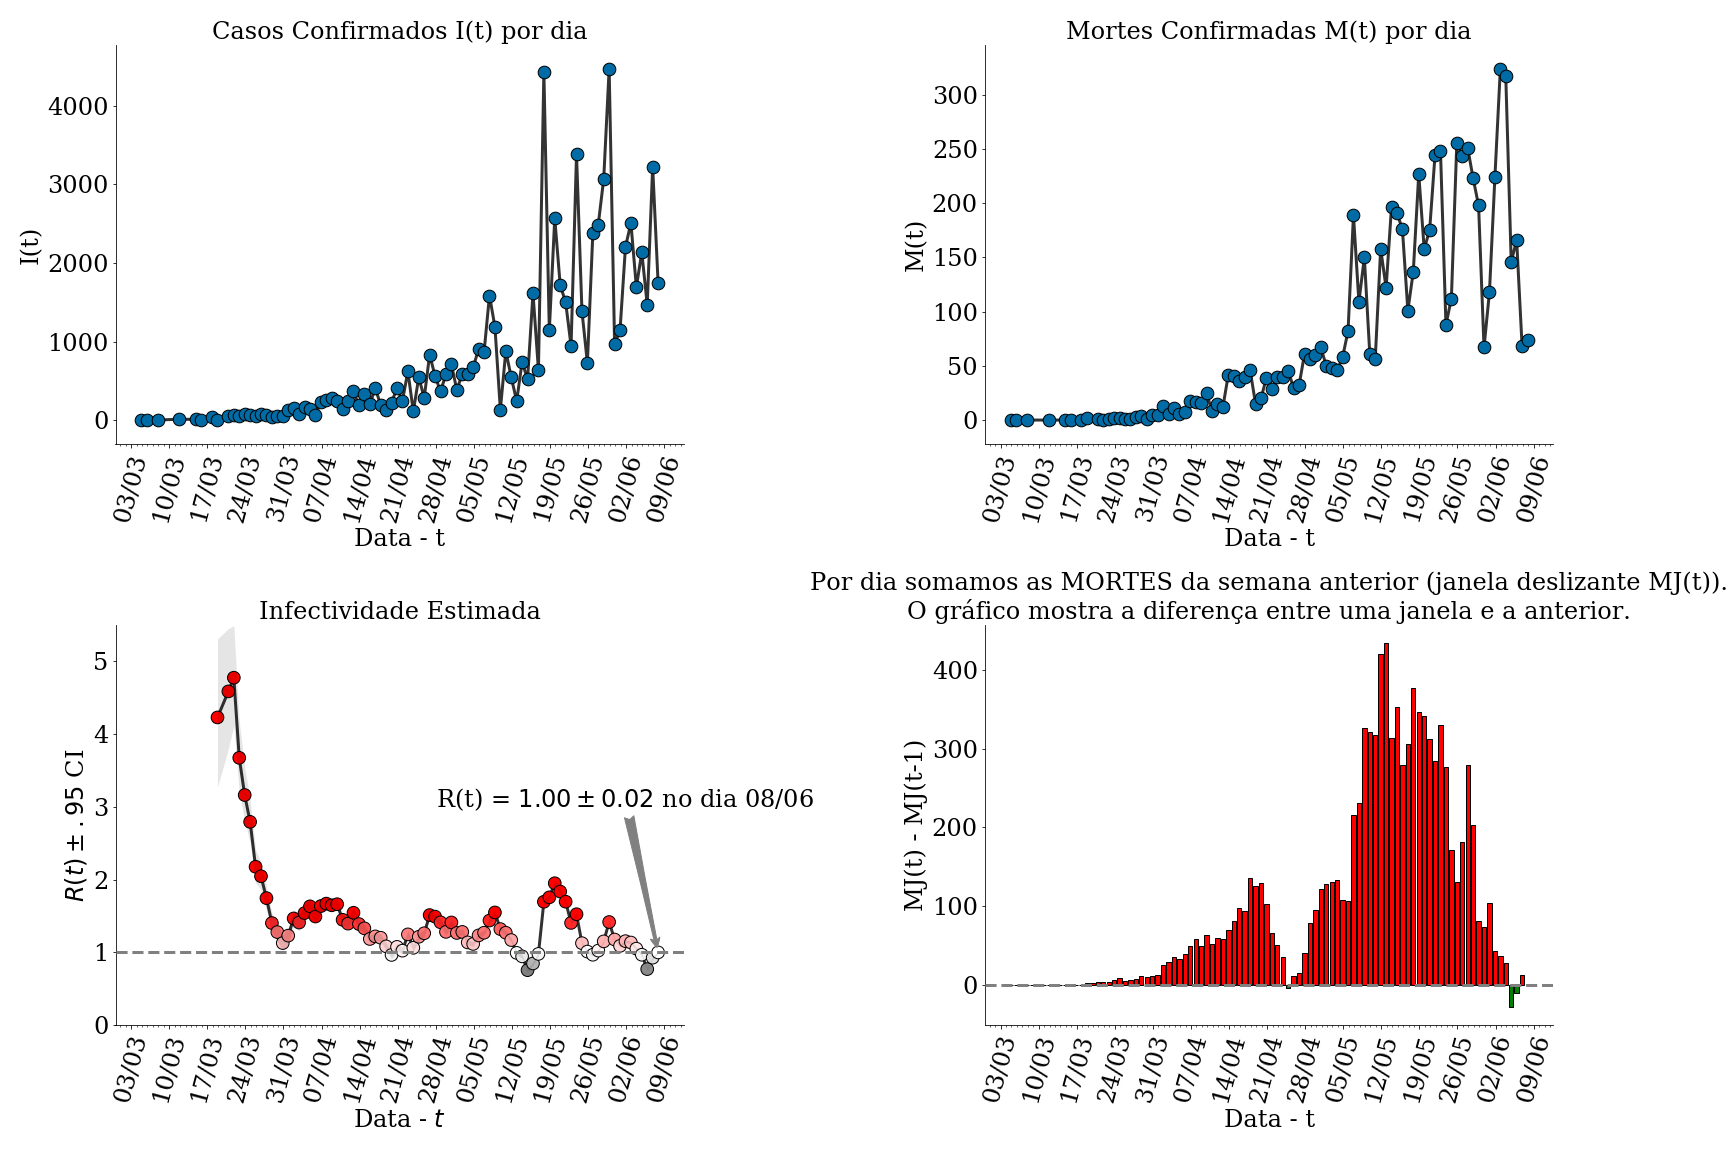 Casos Confirmados I(t) por dia
I(t)
4000
3000
2000
1000
0
03/03 10/03 17/03 24/03 31/03 07/04 14/04 21/04 28/04 05/05 12/05 19/05 26/05 02/06 09/06
Data - t
Mortes Confirmadas M(t) por dia
M(t)
300
250
200
150
100
50
0
03/03 10/03 17/03 24/03 31/03 07/04 14/04 21/04 28/04 05/05 12/05 19/05 26/05 02/06 09/06
Data - t
Infectividade Estimada
R(t) ± .95 CI
5
4
3
2
1
0
R(t) = 1.00 ± 0.02 no dia 08/06
03/03 10/03 17/03 24/03 31/03 07/04 14/04 21/04 28/04 05/05 12/05 19/05 26/05 02/06 09/06
Data - t
Por dia somamos as MORTES da semana anterior (janela deslizante MJ(t)).
O gráfico mostra a diferença entre uma janela e a anterior.
MJ(t) - MJ(t-1)
400
300
200
100
0
03/03 10/03 17/03 24/03 31/03 07/04 14/04 21/04 28/04 05/05 12/05 19/05 26/05 02/06 09/06
Data - t